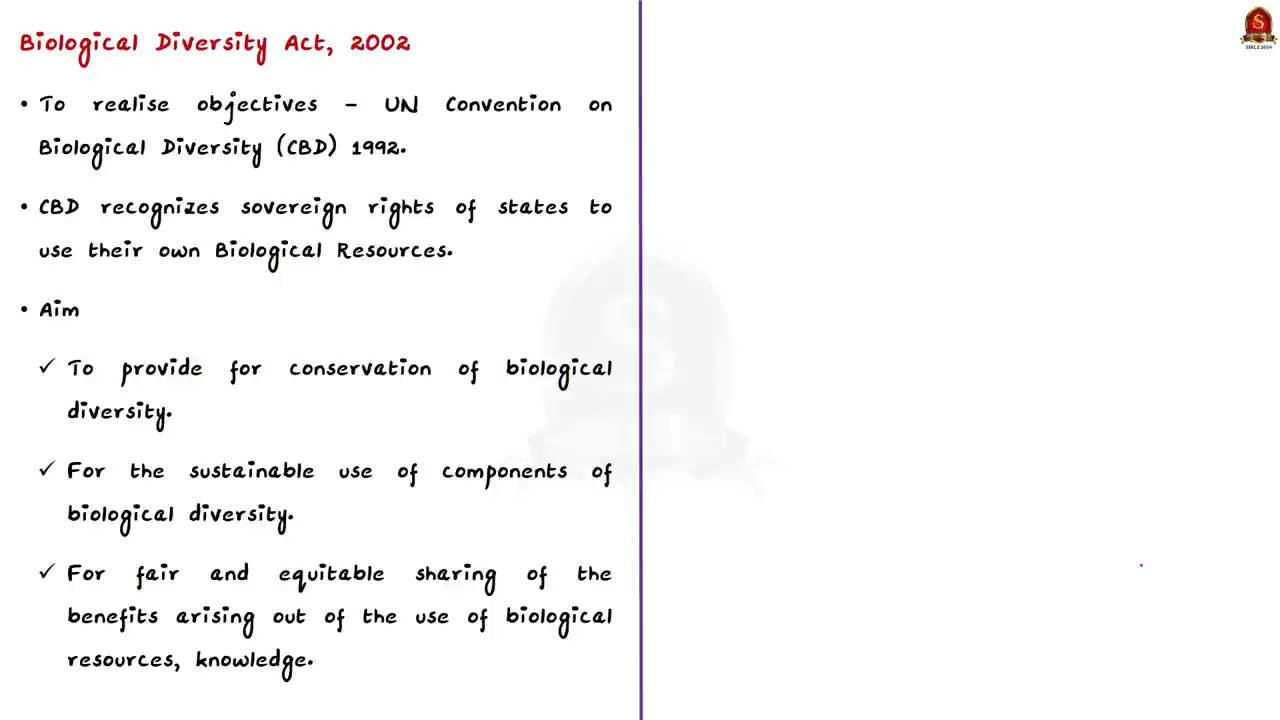 Biological Diversity Act, 2002
• To realise objectives – UN Convention on
Biological Diversity (CBD) 1992.
• CBD recognizes sovereign rights of states to
use their own Biological Resources.
• Aim
✓ To provide for conservation of biological
diversity.
✓ For the sustainable use of components of
biological diversity.
✓ For fair and equitable sharing of the
benefits arising out of the use of biological
resources, knowledge.
S
SINCE 2004